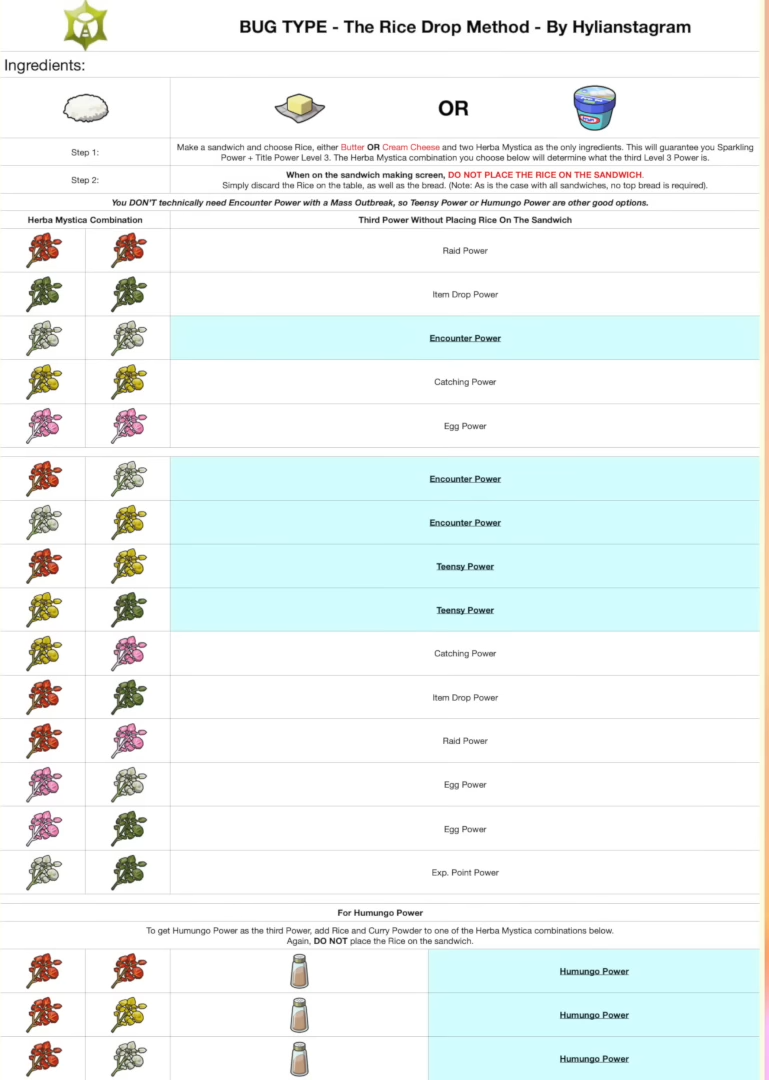 A
BUG TYPE - The Rice Drop Method - By Hylianstagram
Ingredients:
OR
Step 1:
Make a sandwich and choose Rice, either Butter OR Cream Cheese and two Herba Mystica as the only ingredients. This will guarantee you Sparkling
Power + Title Power Level 3. The Herba Mystica combination you choose below will determine what the third Level 3 Power is.
Step 2:
When on the sandwich making screen, DO NOT PLACE THE RICE ON THE SANDWICH.
Simply discard the Rice on the table, as well as the bread. (Note: As is the case with all sandwiches, no top bread is required).
You DON'T technically need Encounter Power with a Mass Outbreak, so Teensy Power or Humungo Power are other good options.
Herba Mystica Combination
Third Power Without Placing Rice On The Sandwich
Raid Power
Item Drop Power
Encounter Power
Catching Power
Egg Power
Encounter Power
Encounter Power
Teensy Power
Teensy Power
Catching Power
Item Drop Power
Raid Power
Egg Power
Egg Power
Exp. Point Power
For Humungo Power
To get Humungo Power as the third Power, add Rice and Curry Powder to one of the Herba Mystica combinations below.
Again, DO NOT place the Rice on the sandwich.
Humungo Power
Humungo Power
Humungo Power